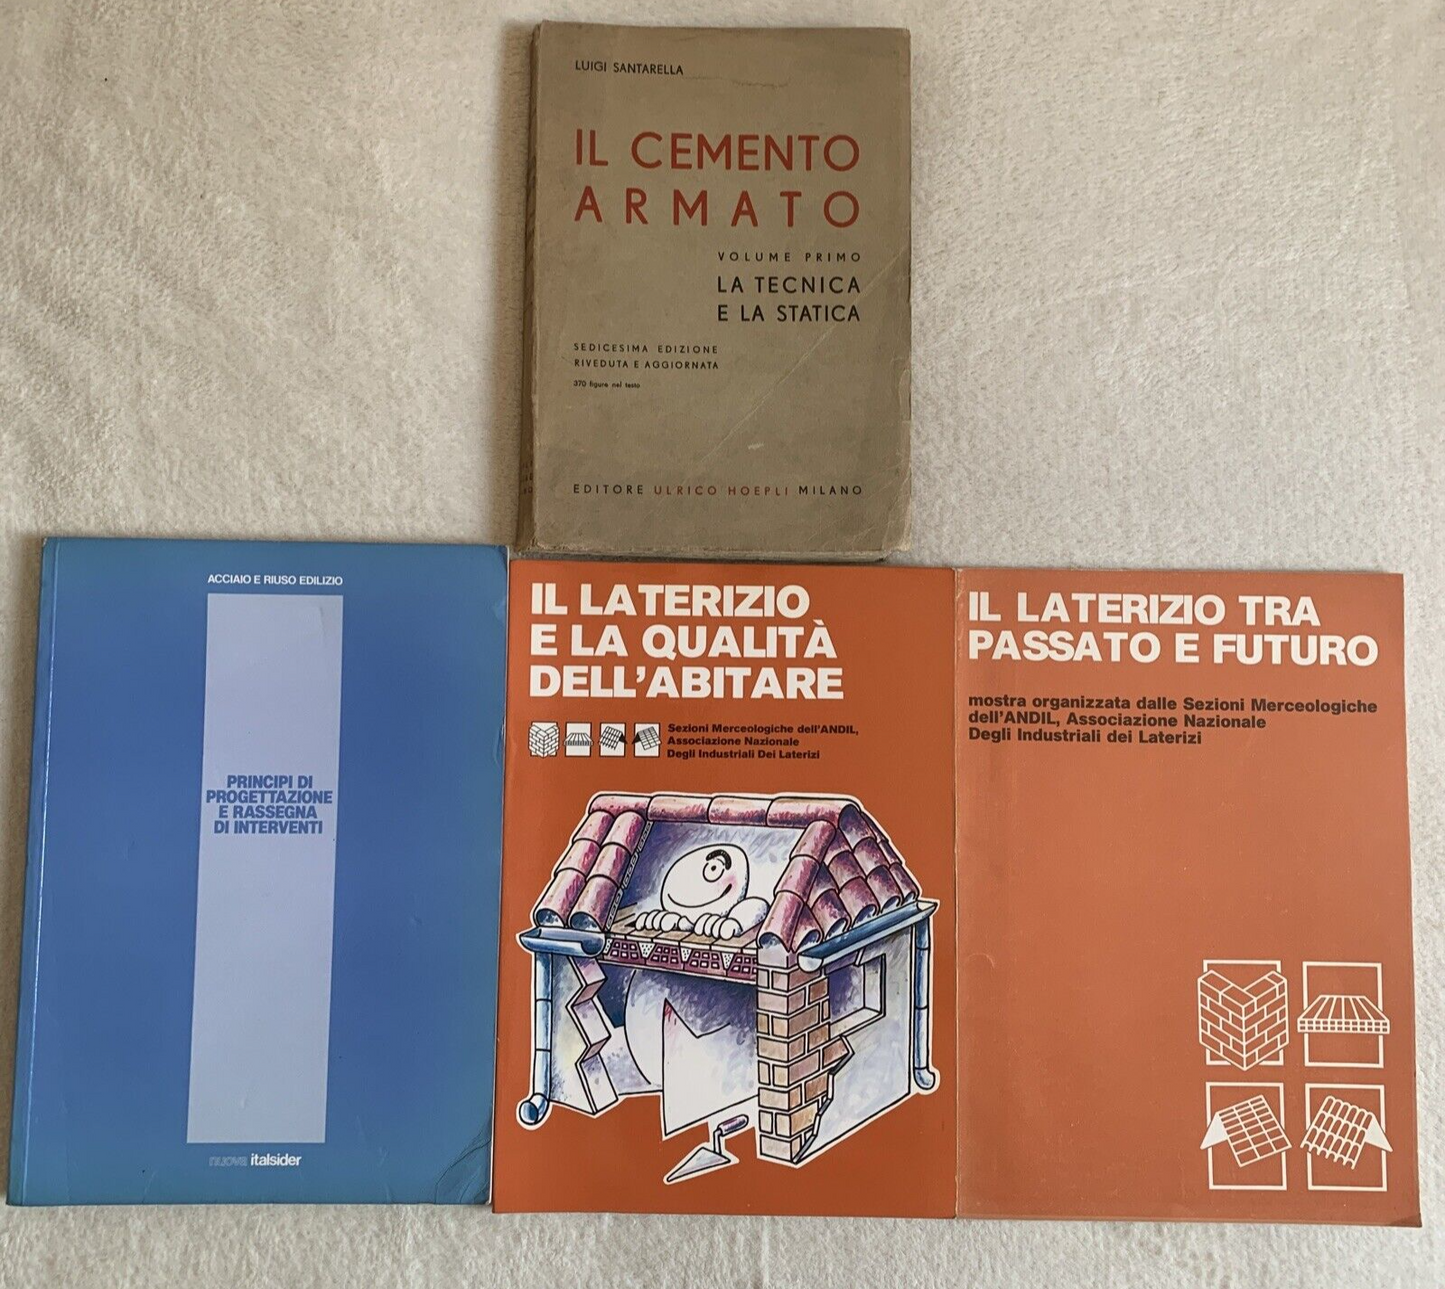 LUIGI SANTARELLA
IL CEMENTO
ARMATO
VOLUME PRIMO
LA TECNICA
E LA STATICA
SEDICESIMA EDIZIONE
RIVEDUTA E AGGIORNATA
370 figure nel testo
EDITORE ULRICO HOEPLI MILANO
ACCIAIO E RIUSO EDILIZIO
PRINCIPI DI
PROGETTAZIONE
E RASSEGNA
DI INTERVENTI
nuova italsider
IL LATERIZIO
E LA QUALITÀ
DELL'ABITARE
Sezioni Merceologiche dell'ANDIL,
Associazione Nazionale
Degli Industriali Dei Laterizi
IL LATERIZIO TRA
PASSATO E FUTURO
mostra organizzata dalle Sezioni Merceologiche
dell'ANDIL, Associazione Nazionale
Degli Industriali dei Laterizi